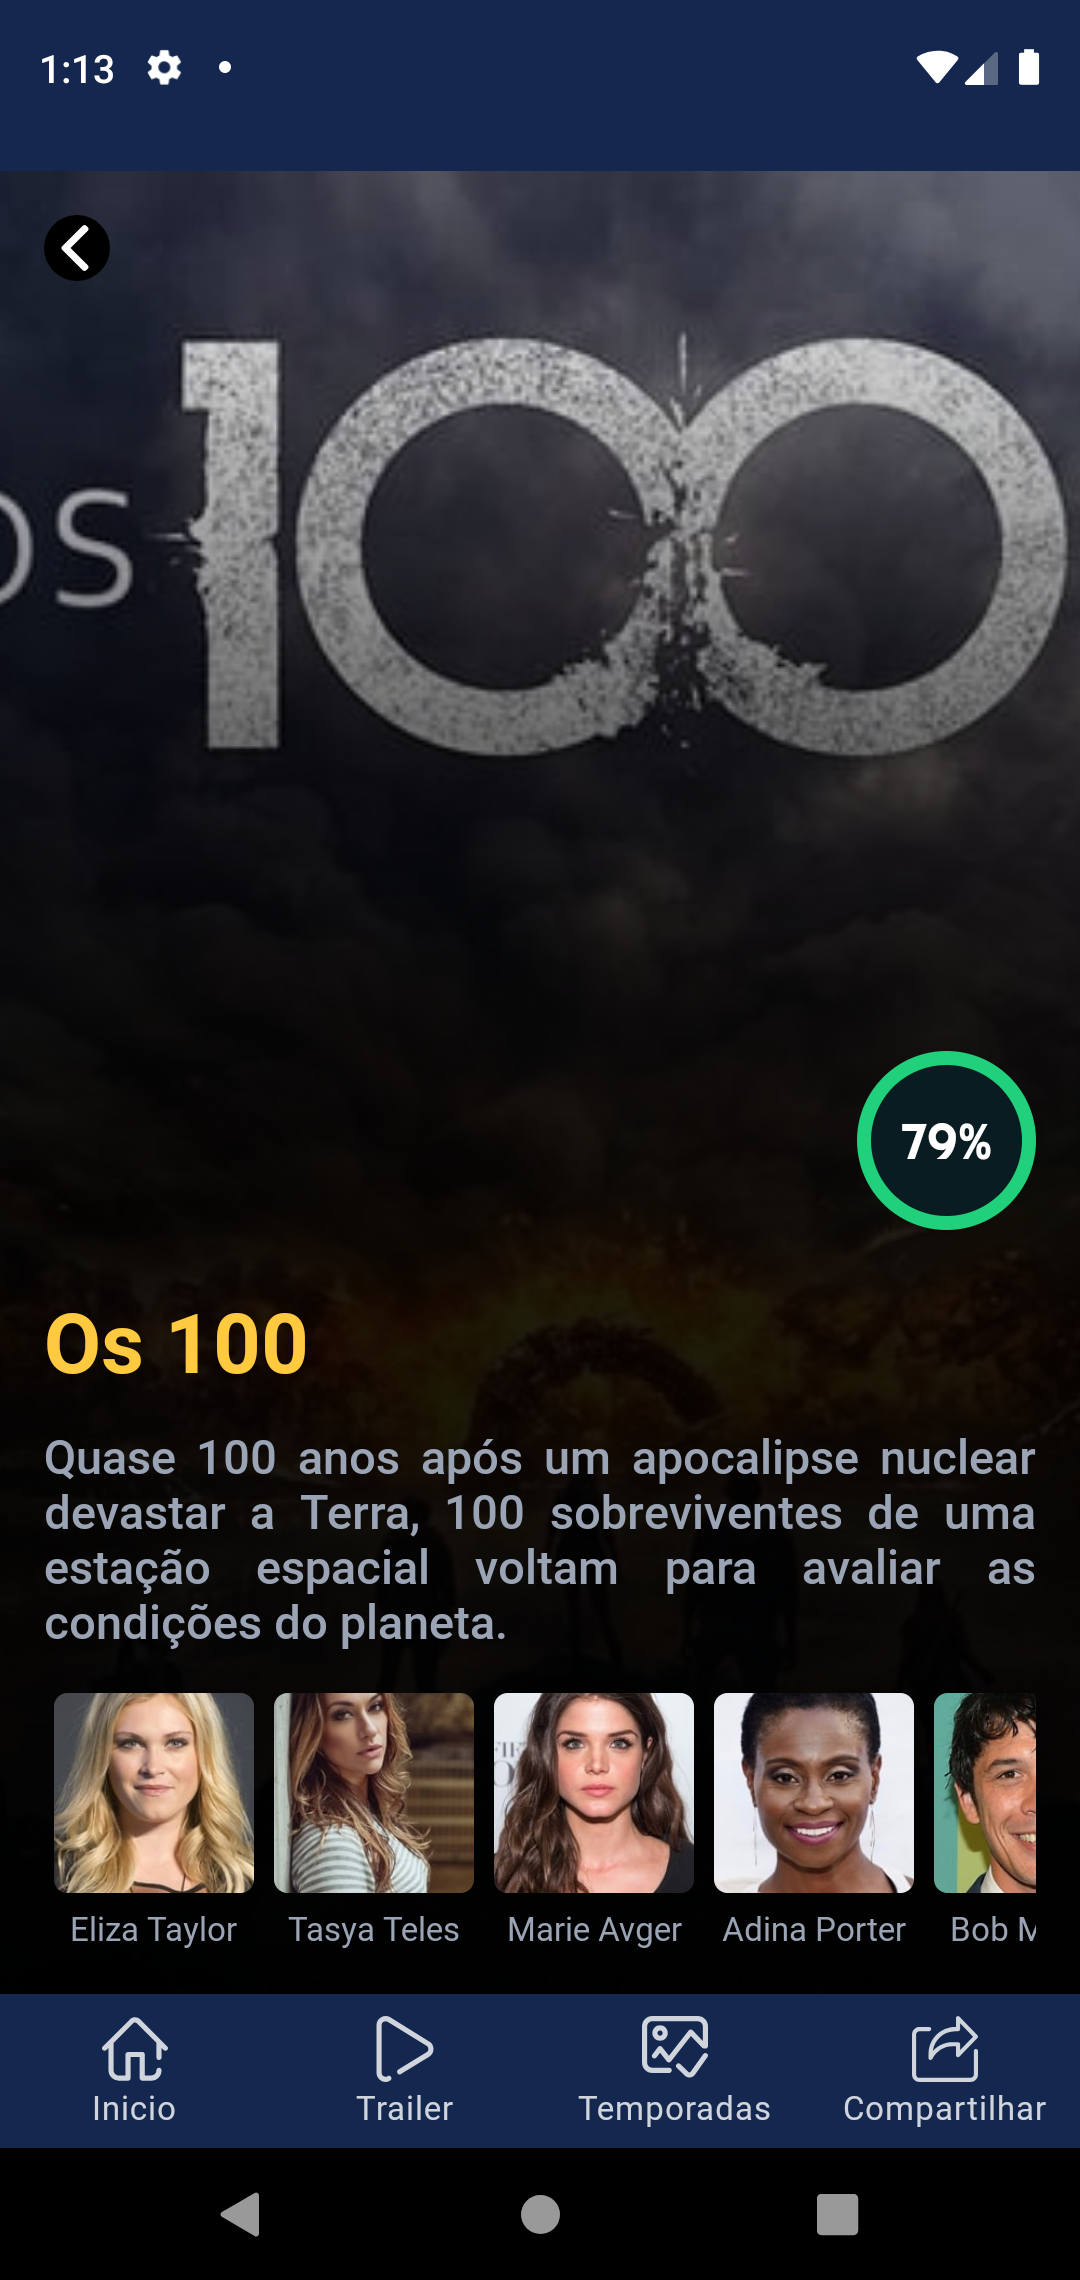 1:13
OS 100
79%
Os 100
Quase 100 anos após um apocalipse nuclear
devastar a Terra, 100 sobreviventes de uma
estação espacial voltam para avaliar as
condições do planeta.
Eliza Taylor Tasya Teles Marie Avger Adina Porter Bob M
Inicio Trailer Temporadas Compartilhar